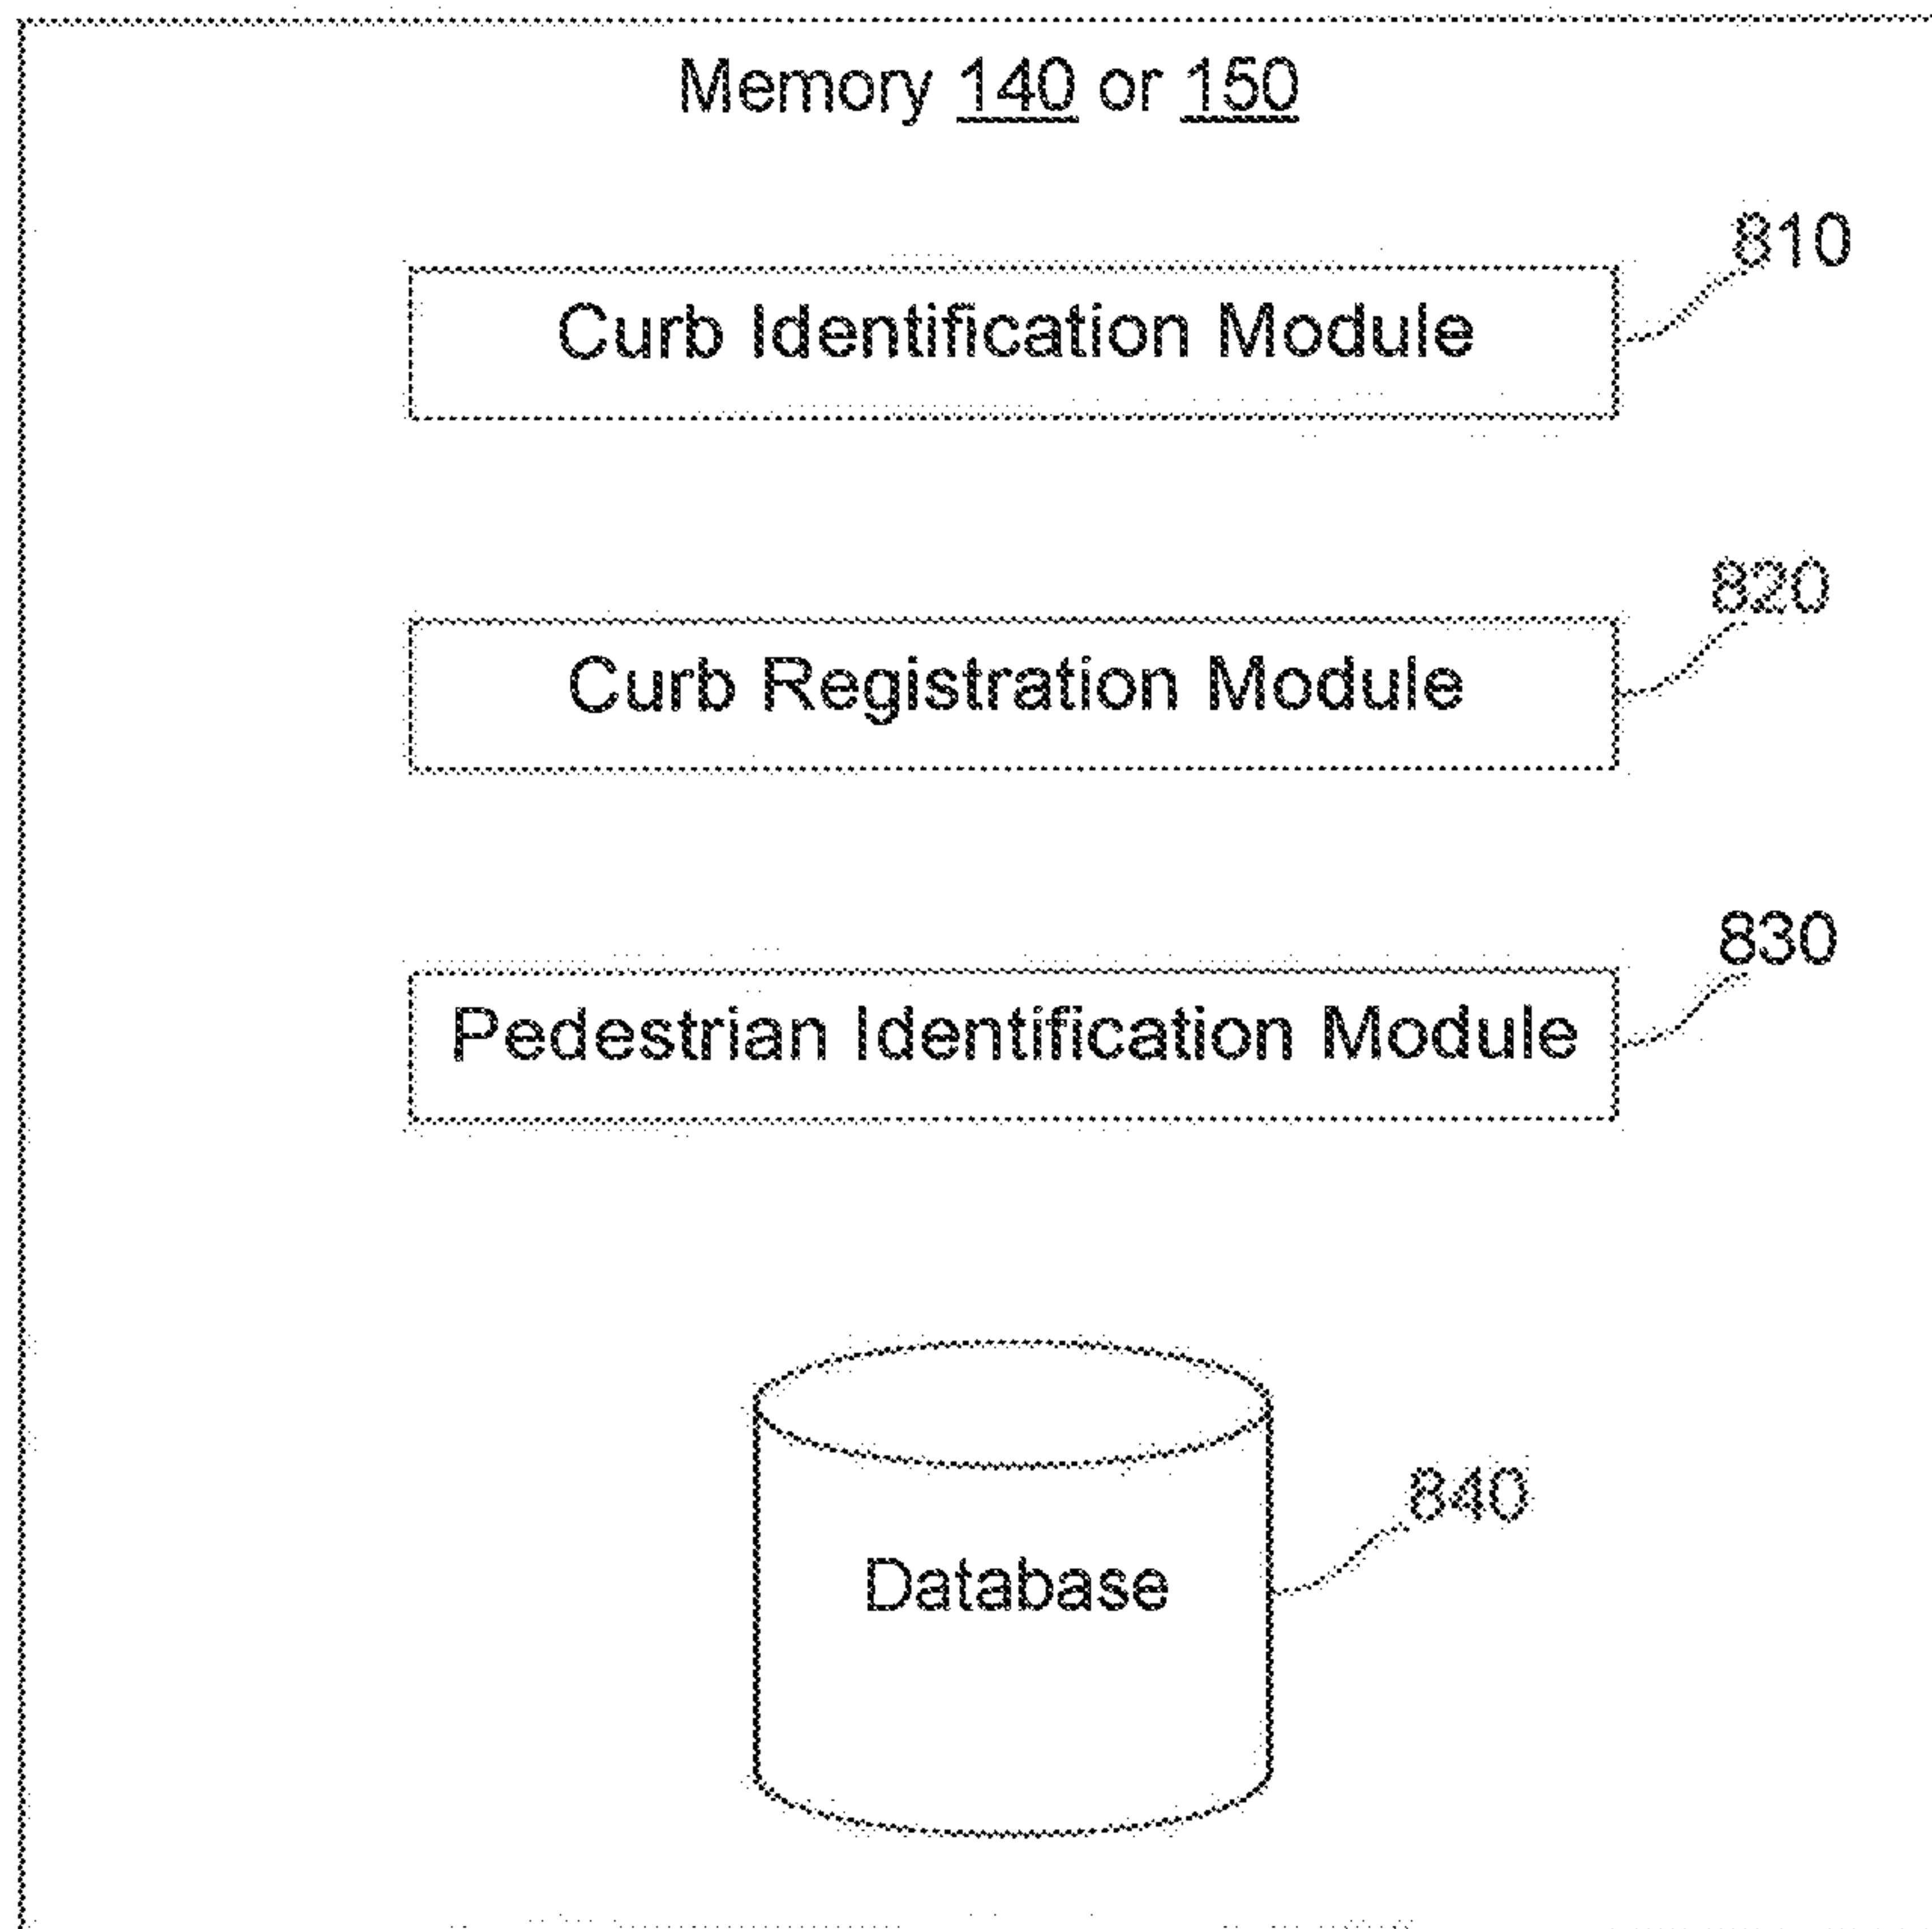 Memory 140 or 150
810
Curb Identification Module
820
Curb Registration Module
830
Pedestrian Identification Module
840
Database